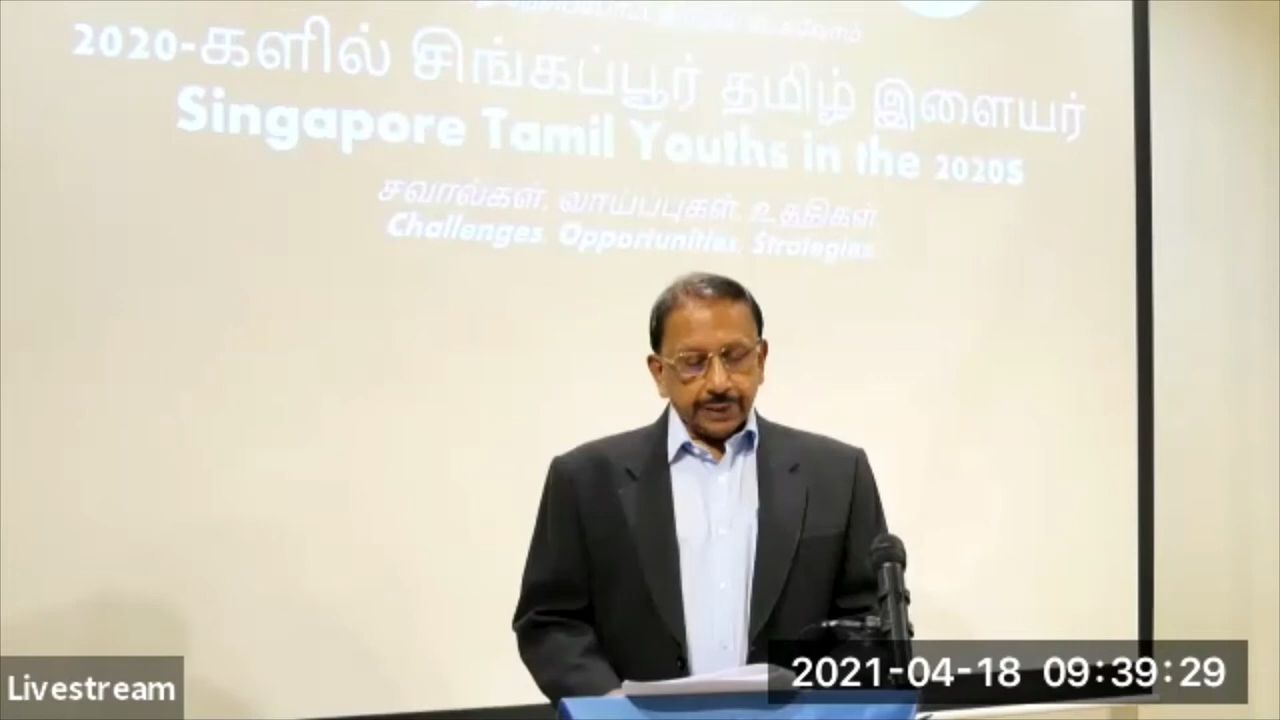 2020-களில் சிங்கப்பூர் தமிழ் இளையர்
Singapore Tamil Youths in the 2020s
சவால்கள், வாய்ப்புகள், உத்திகள்
Challenges, Opportunities, Strategies
Livestream
2021-04-18 09:39:29